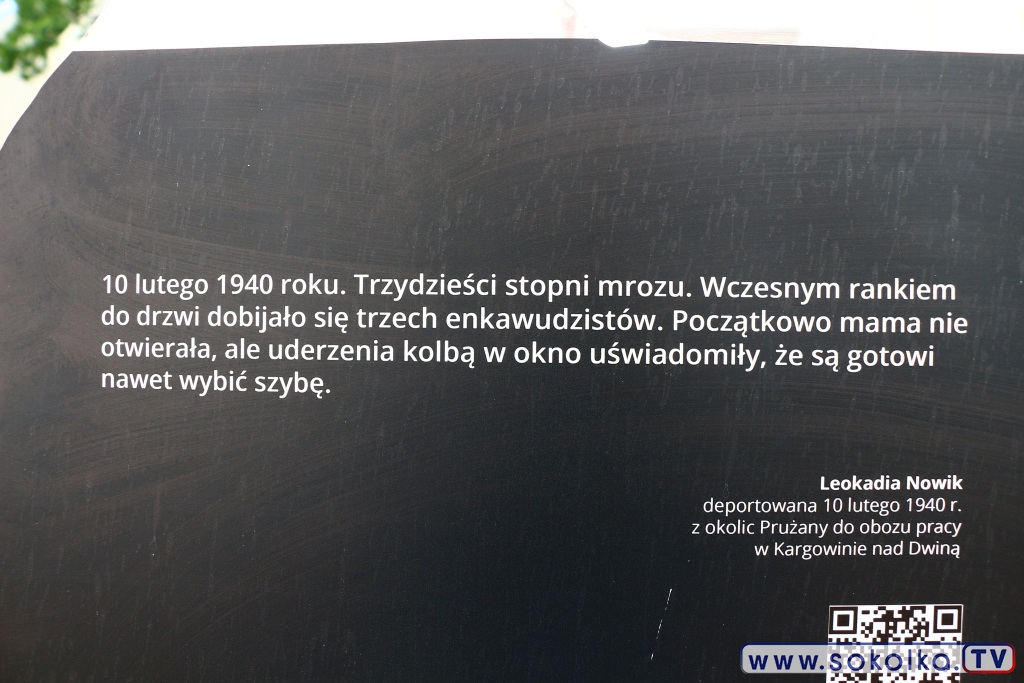 10 lutego 1940 roku. Trzydzieści stopni mrozu. Wczesnym rankiem
do drzwi dobijało się trzech enkawudzistów. Początkowo mama nie
otwierała, ale uderzenia kolbą w okno uświadomiły, że są gotowi
nawet wybić szybę.
Leokadia Nowik
deportowana 10 lutego 1940 r.
z okolic Prużany do obozu pracy
w Kargowinie nad Dwiną
www.sokolka.TV